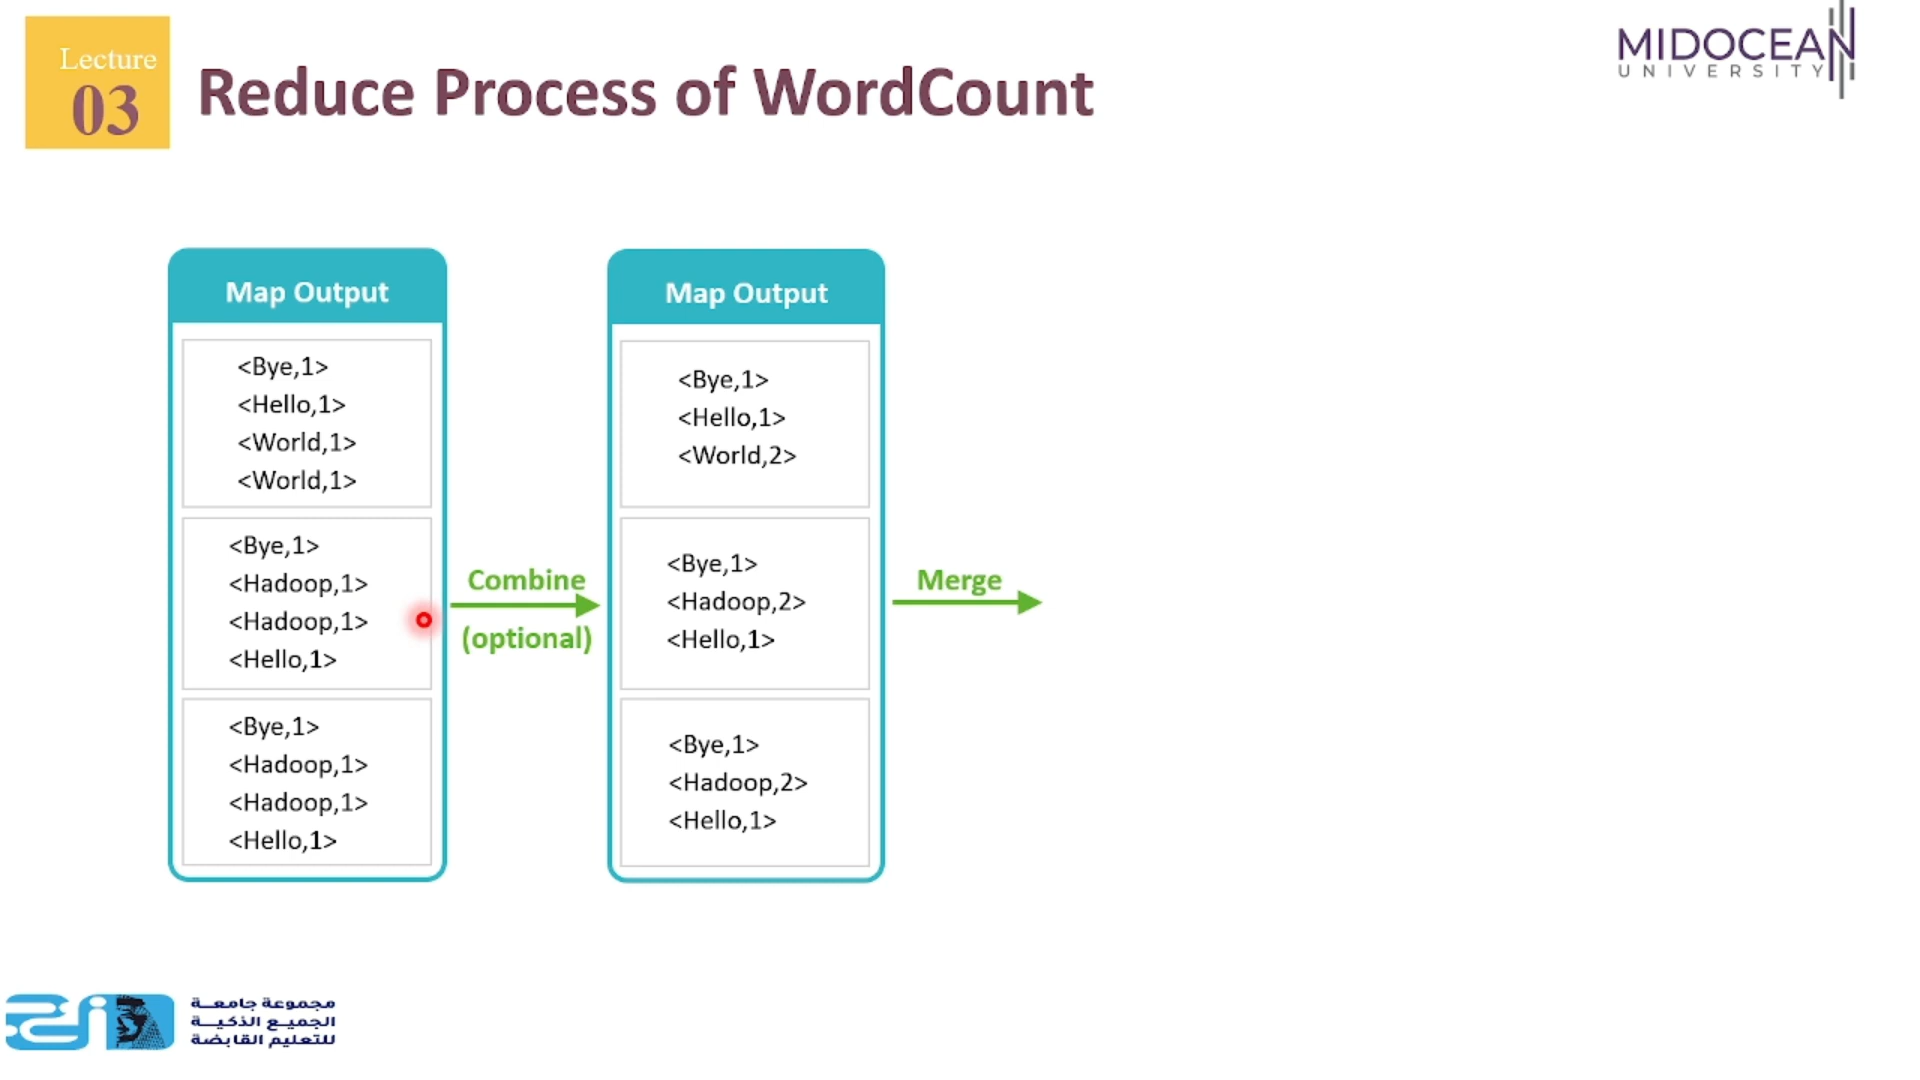 Lecture
03
Reduce Process of WordCount
MIDOCEAN
UNIVERSITY
Map Output
<Bye,1>
<Hello,1>
<World,1>
<World,1>
<Bye,1>
<Hadoop,1>
<Hadoop,1>
<Hello,1>
<Bye,1>
<Hadoop,1>
<Hadoop,1>
<Hello,1>
Combine
(optional)
Map Output
<Bye,1>
<Hello,1>
<World,2>
<Bye,1>
<Hadoop,2>
<Hello,1>
<Bye,1>
<Hadoop,2>
<Hello,1>
Merge
مجموعة جامعة
الجميع الذكية
للتعليم القابضة